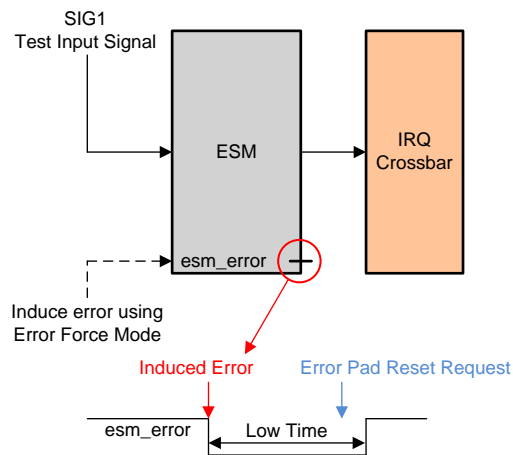 SIG1
Test Input Signal
ESM
IRQ
Crossbar
esm_error
Induce error using
Error Force Mode
Induced Error
Error Pad Reset Request
esm_error
Low Time